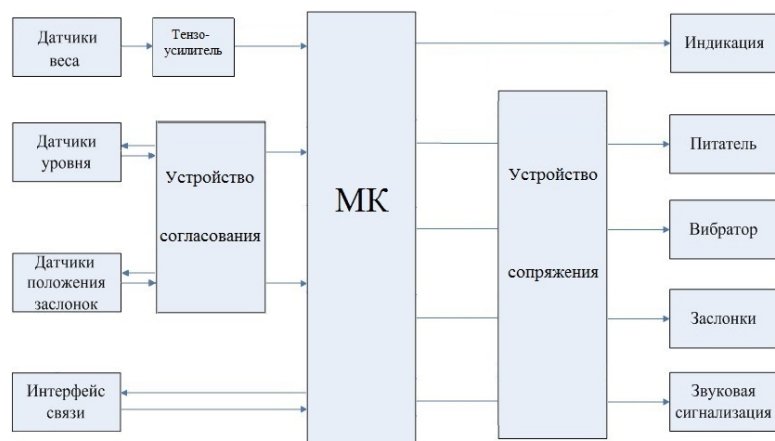 Датчики
веса
Тензо-
усилитель
Датчики
уровня
Устройство
согласования
Датчики
положения
заслонок
Интерфейс
связи
МК
Устройство
сопряжения
Индикация
Питатель
Вибратор
Заслонки
Звуковая
сигнализация